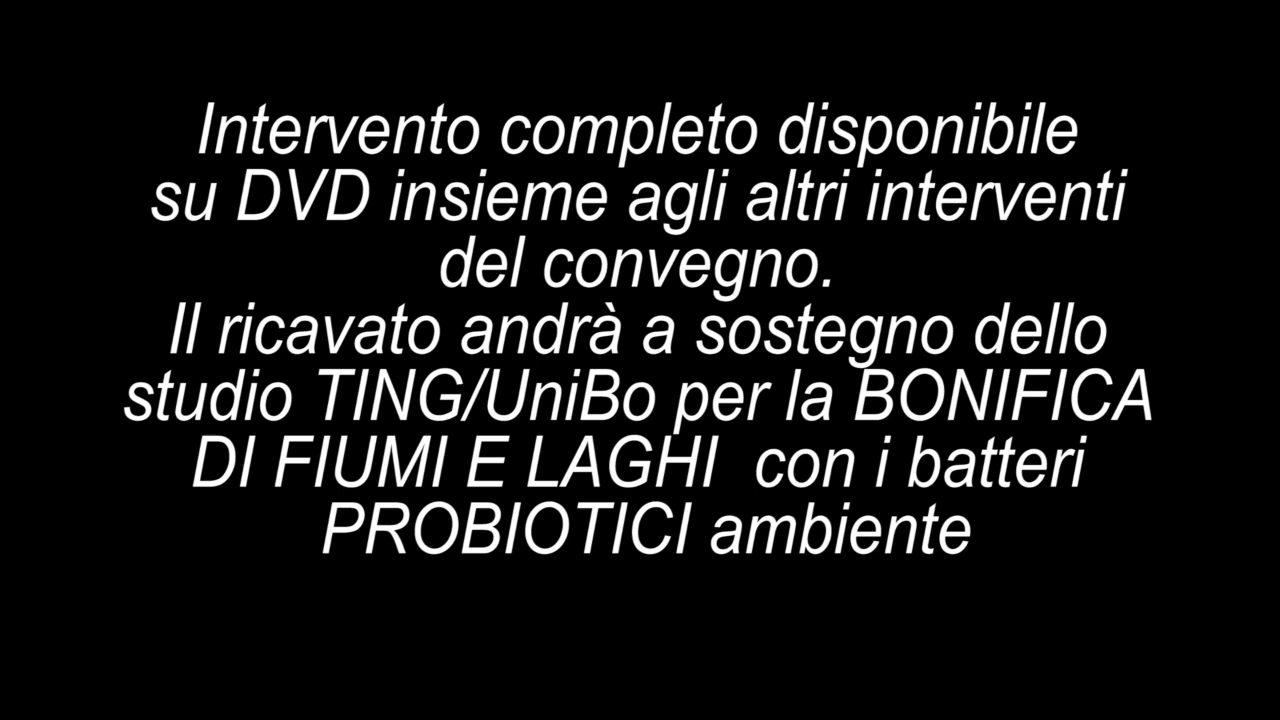 Intervento completo disponibile
su DVD insieme agli altri interventi
del convegno.
Il ricavato andrà a sostegno dello
studio TING/UniBo per la BONIFICA
DI FIUMI E LAGHI  con i batteri
PROBIOTICI ambiente